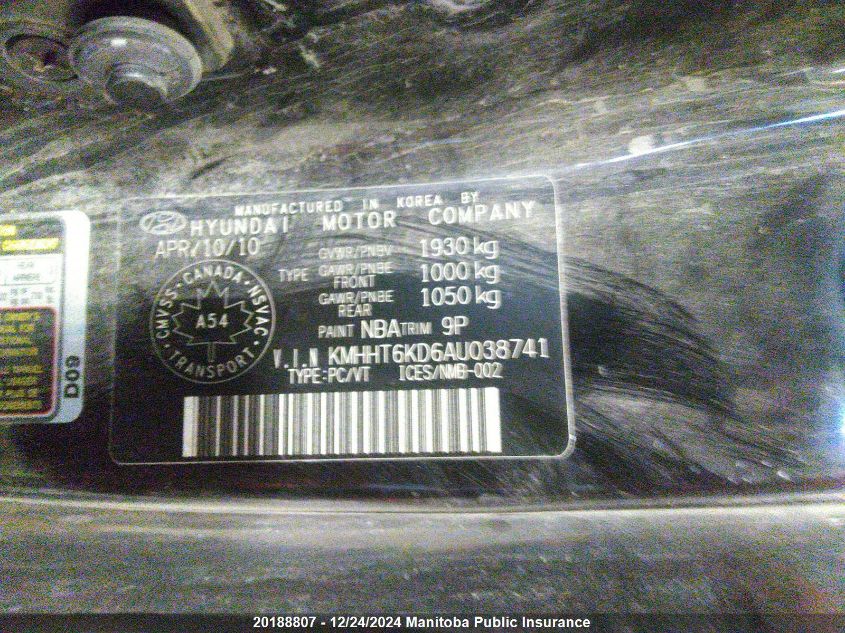 MANUFACTURED IN KOREA BY
HYUNDAI MOTOR COMPANY
APR/10/10
GVWR/PNBV 1930 kg
TYPE GAWR/PNBE FRONT 1000 kg
GAWR/PNBE REAR 1050 kg
PAINT NBA TRIM 9P
CMVSS · CANADA · NSVAC
A54
TRANSPORT
V.I.N KMHHT6KD6AU038741
TYPE:PC/VT ICES/NMB-002
D09
20188807 - 12/24/2024 Manitoba Public Insurance